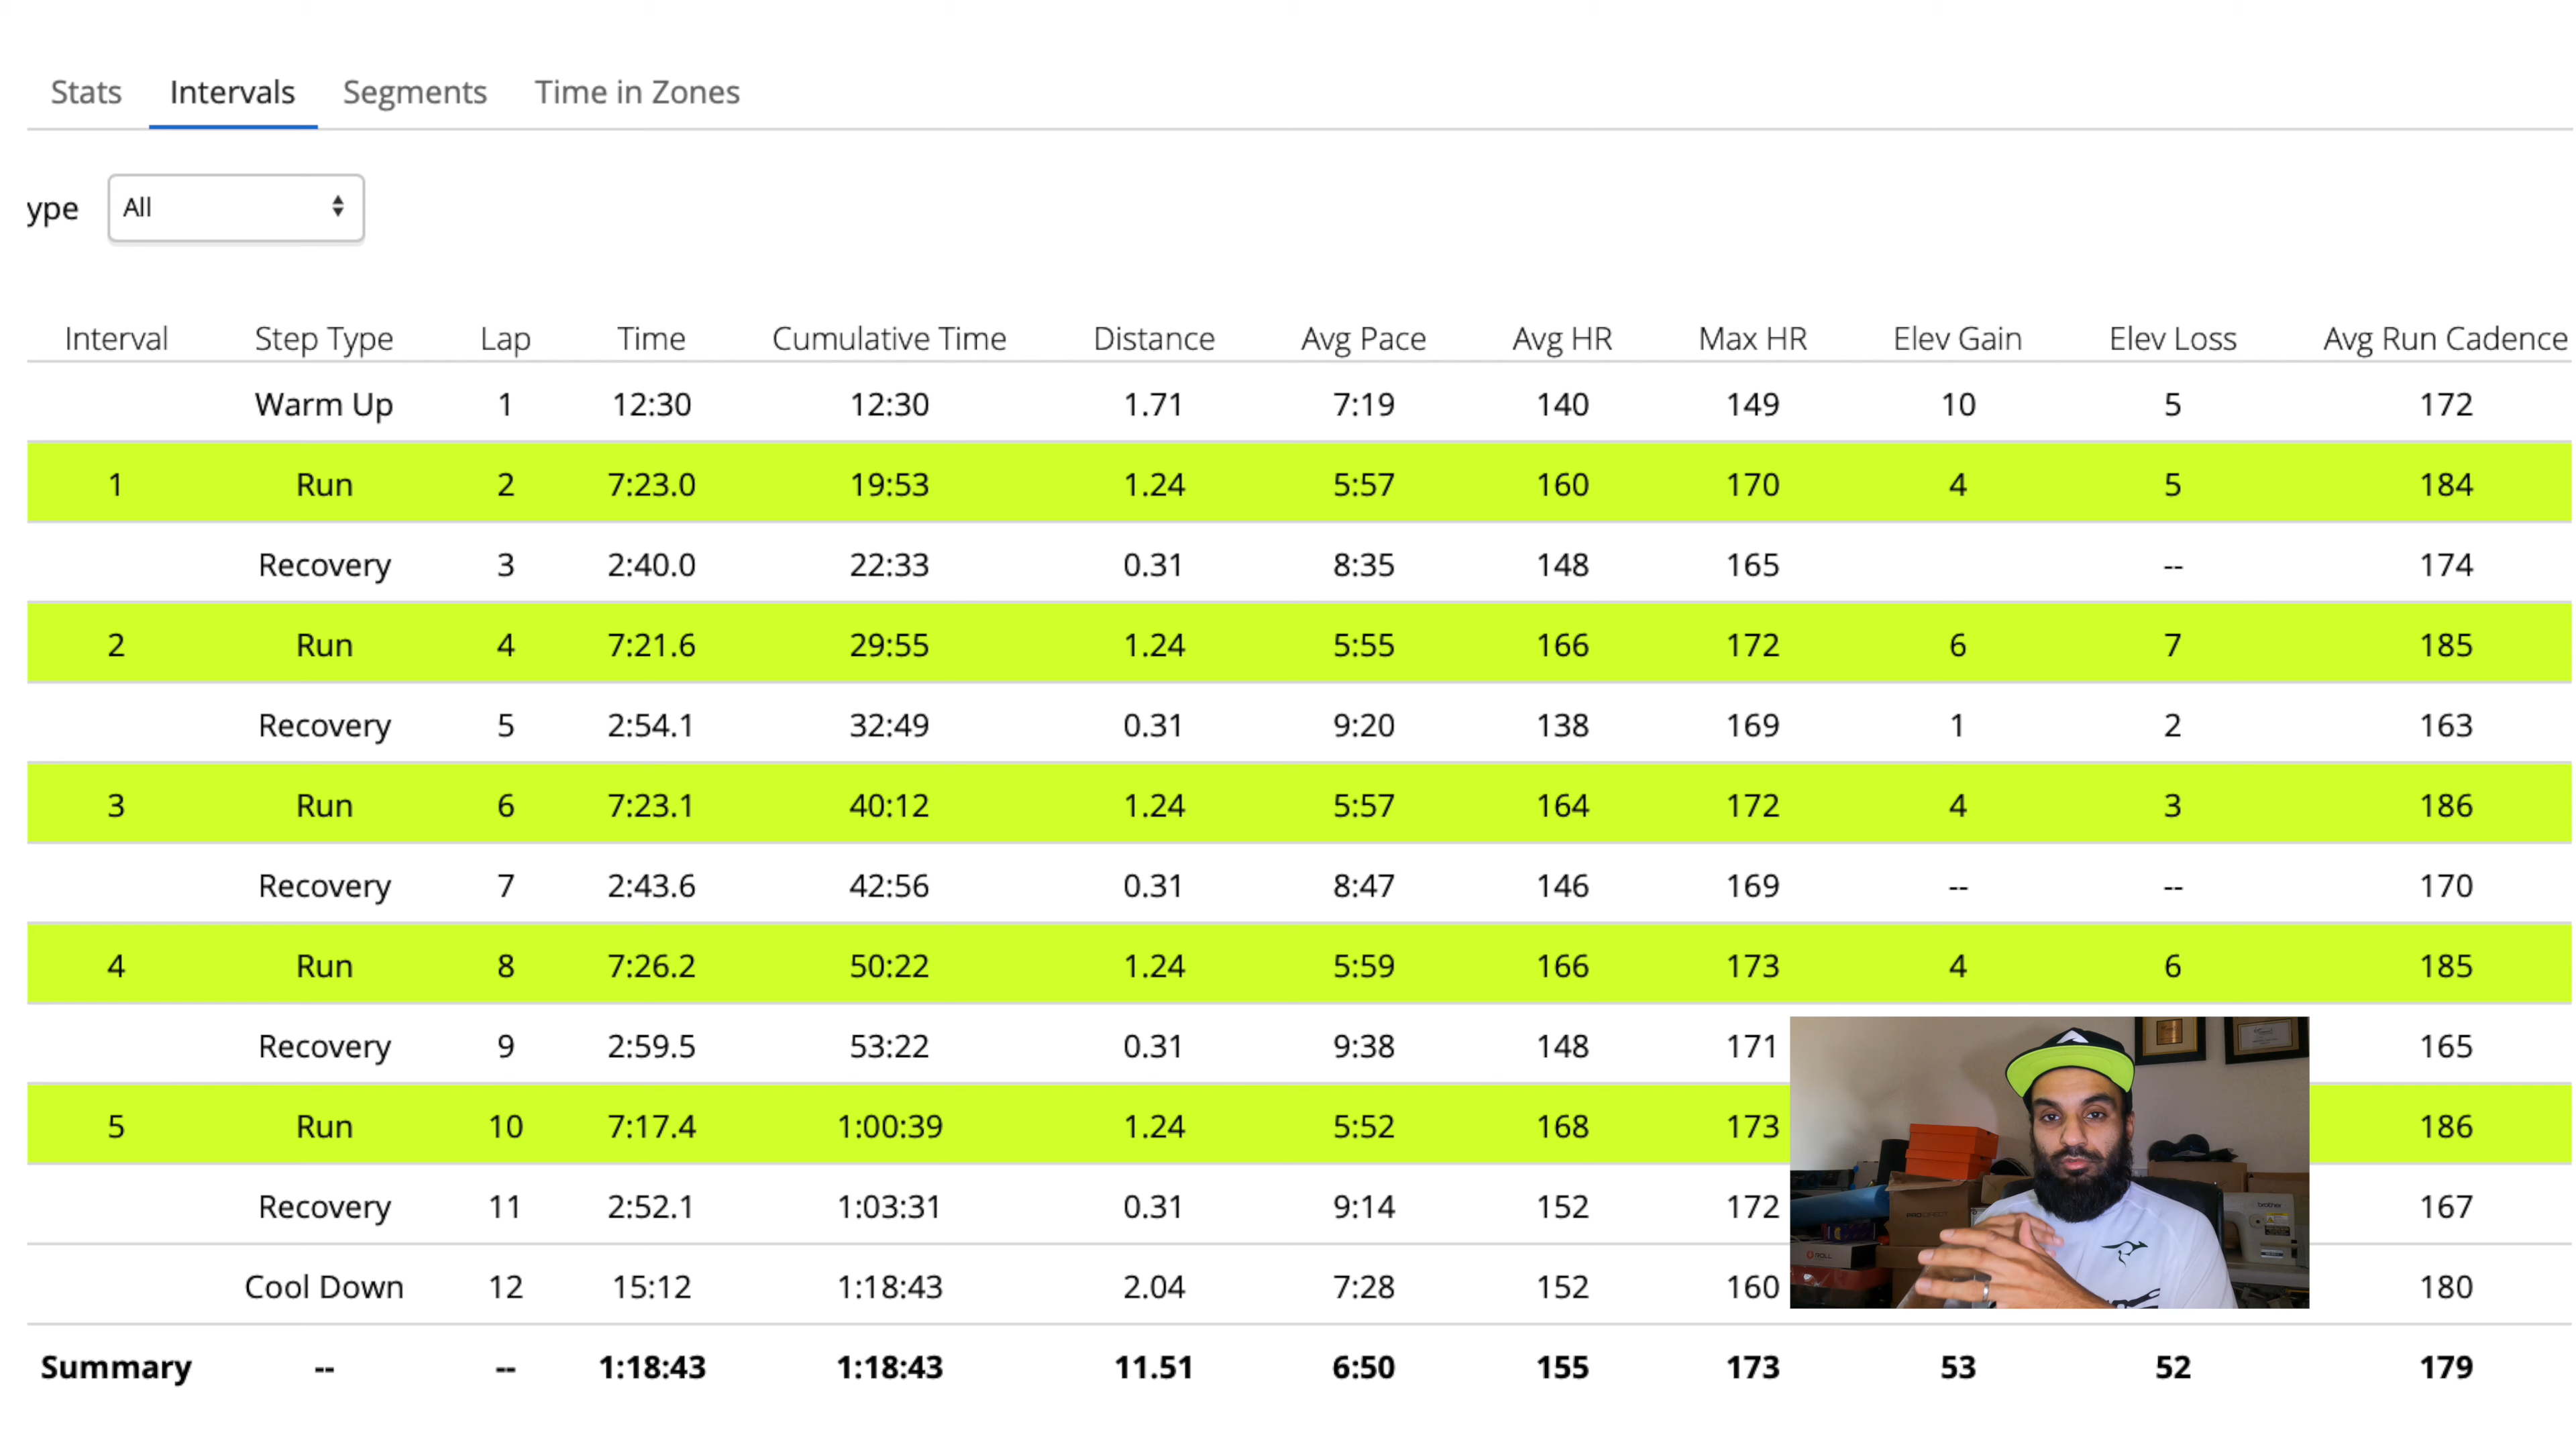 Stats Intervals Segments Time in Zones
ype All
Interval Step Type Lap Time Cumulative Time Distance Avg Pace Avg HR Max HR Elev Gain Elev Loss Avg Run Cadence
Warm Up 1 12:30 12:30 1.71 7:19 140 149 10 5 172
1 Run 2 7:23.0 19:53 1.24 5:57 160 170 4 5 184
Recovery 3 2:40.0 22:33 0.31 8:35 148 165 -- 174
2 Run 4 7:21.6 29:55 1.24 5:55 166 172 6 7 185
Recovery 5 2:54.1 32:49 0.31 9:20 138 169 1 2 163
3 Run 6 7:23.1 40:12 1.24 5:57 164 172 4 3 186
Recovery 7 2:43.6 42:56 0.31 8:47 146 169 -- -- 170
4 Run 8 7:26.2 50:22 1.24 5:59 166 173 4 6 185
Recovery 9 2:59.5 53:22 0.31 9:38 148 171 165
5 Run 10 7:17.4 1:00:39 1.24 5:52 168 173 186
Recovery 11 2:52.1 1:03:31 0.31 9:14 152 172 167
Cool Down 12 15:12 1:18:43 2.04 7:28 152 160 180
Summary -- -- 1:18:43 1:18:43 11.51 6:50 155 173 53 52 179
brother